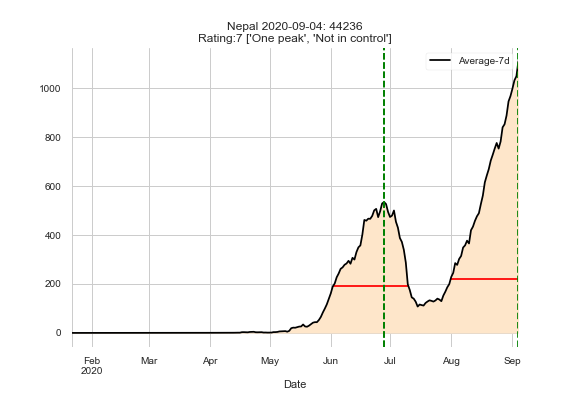 Nepal 2020-09-04: 44236
Rating:7 ['One peak', 'Not in control']
Average-7d
1000
800
600
400
200
0
Feb Mar Apr May Jun Jul Aug Sep
2020
Date